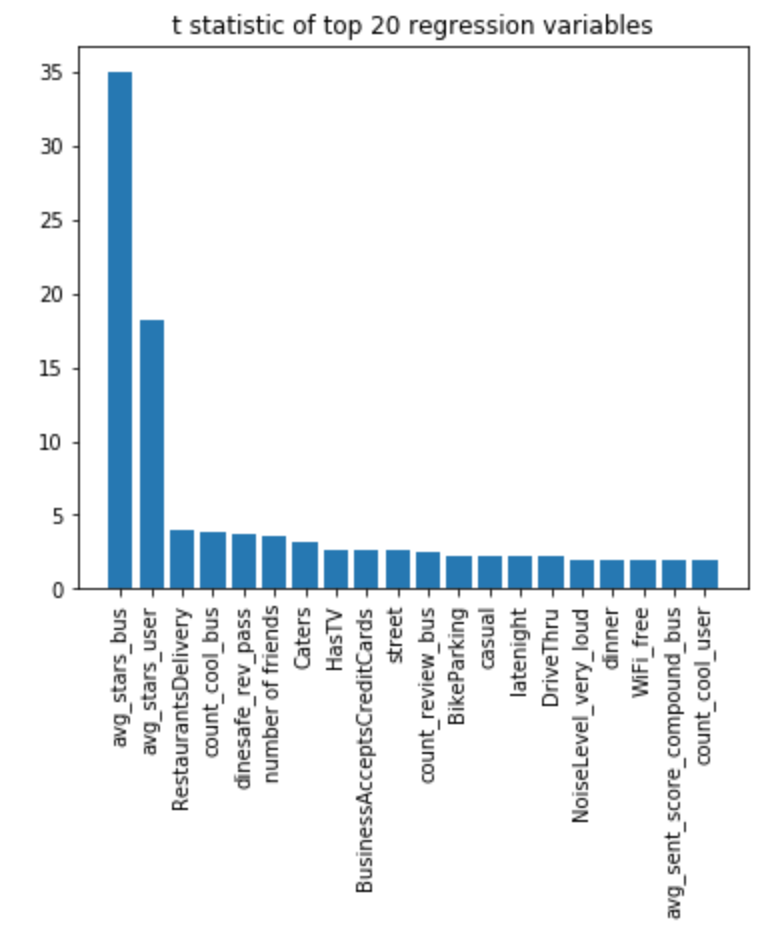 t statistic of top 20 regression variables
35
30
25
20
15
10
5
0
avg_stars_bus
avg_stars_user
RestaurantsDelivery
count_cool_bus
dinesafe_rev_pass
number of friends
Caters
HasTV
BusinessAcceptsCreditCards
street
count_review_bus
BikeParking
casual
latenight
DriveThru
NoiseLevel_very_loud
dinner
WiFi_free
avg_sent_score_compound_bus
count_cool_user